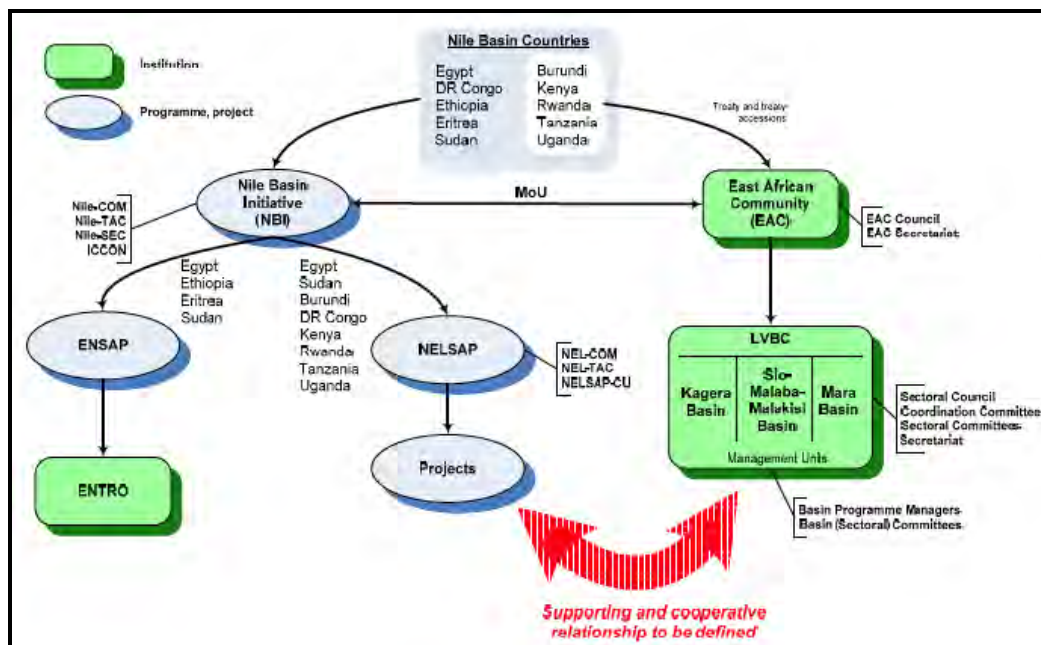 Nile Basin Countries
Institution
Programme, project
Egypt
DR Congo
Ethiopia
Eritrea
Sudan
Burundi
Kenya
Rwanda
Tanzania
Uganda
Treaty and treaty
accessions
Nile Basin
Initiative
(NBI)
MoU
East African
Community
(EAC)
Nile-COM
Nile-TAC
Nile-SEC
ICCON
EAC Council
EAC Secretariat
Egypt
Ethiopia
Eritrea
Sudan
Egypt
Sudan
Burundi
DR Congo
Kenya
Rwanda
Tanzania
Uganda
ENSAP
NELSAP
NEL-COM
NEL-TAC
NELSAP-CU
LVBC
Kagera
Basin
Sio-
Malaba-
Malakisi
Basin
Mara
Basin
Management Units
Sectoral Council
Coordination Committee
Sectoral Committees
Secretariat
ENTRO
Projects
Basin Programme Managers
Basin (Sectoral) Committees
Supporting and cooperative
relationship to be defined